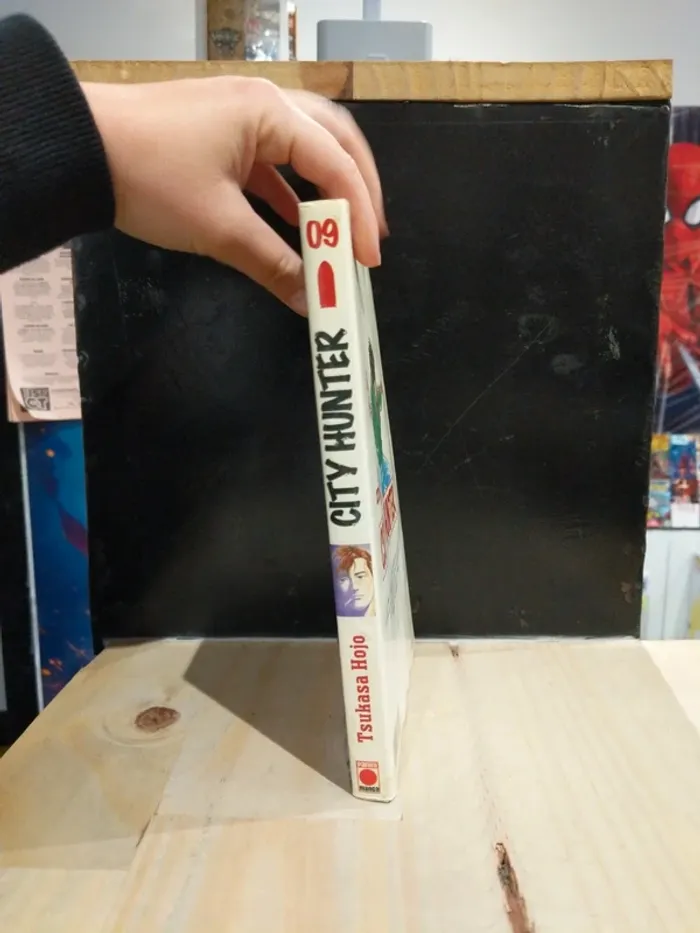 09
CITY HUNTER
Tsukasa Hojo
PANINI
manga